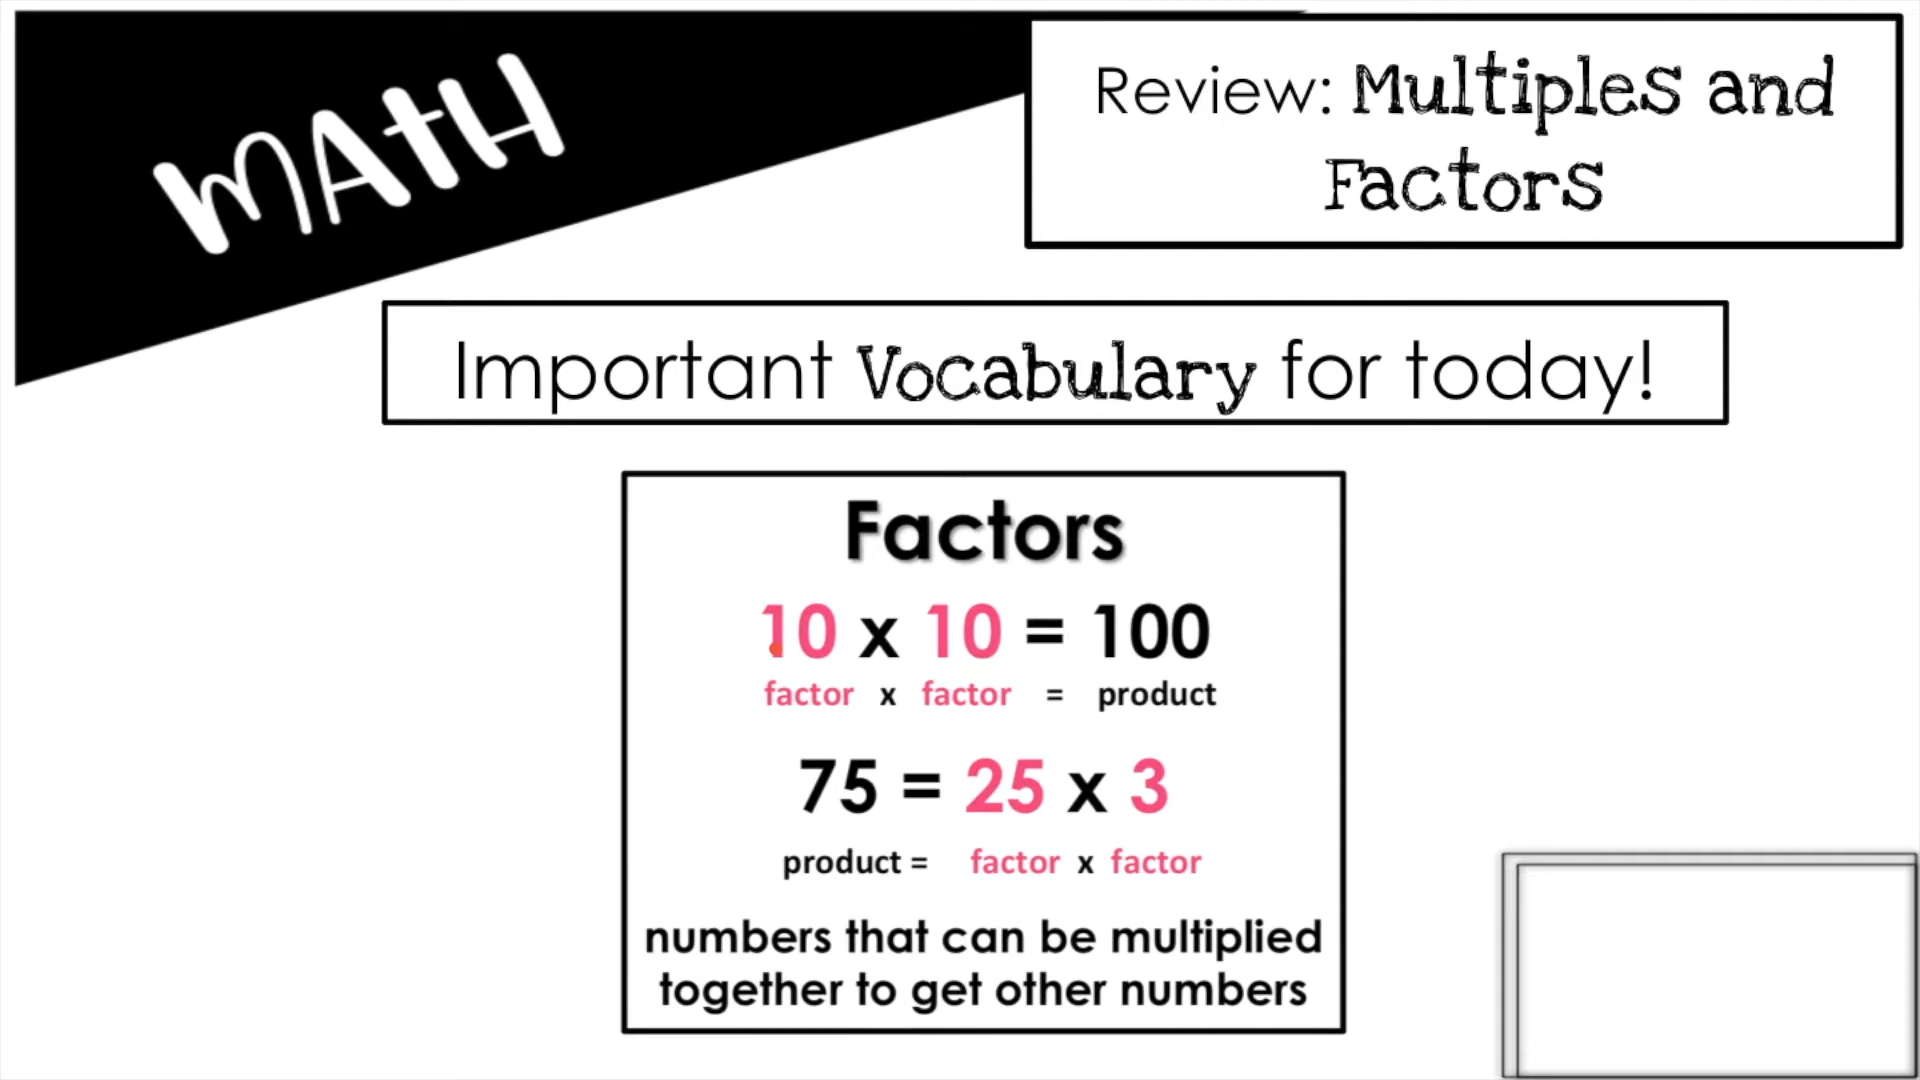 MAtH
Review: Multiples and
Factors
Important Vocabulary for today!
Factors
10 x 10 = 100
factor x factor = product
75 = 25 x 3
product = factor x factor
numbers that can be multiplied
together to get other numbers